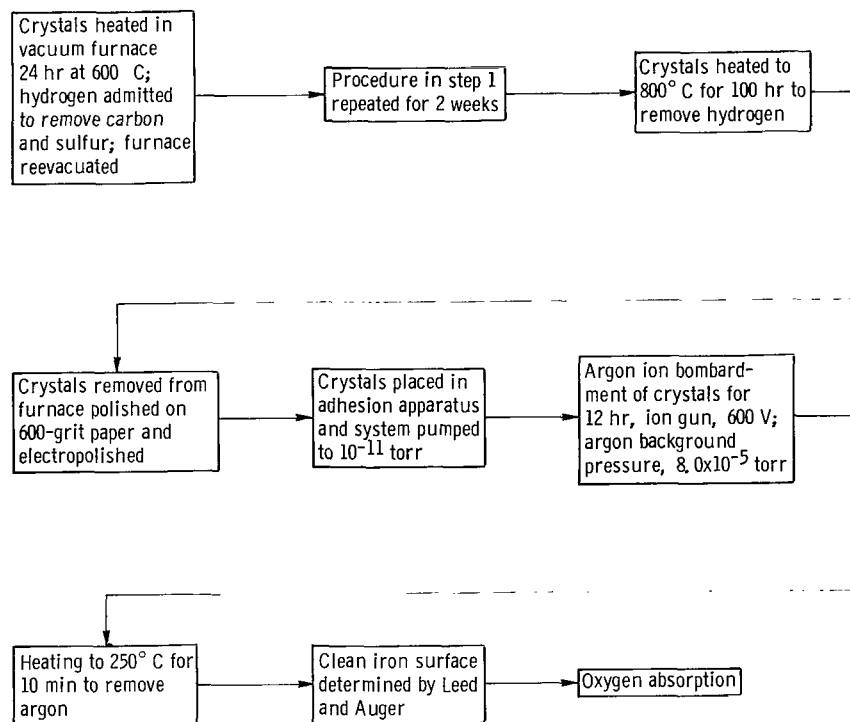 Crystals heated in
vacuum furnace
24 hr at 600 C;
hydrogen admitted
to remove carbon
and sulfur; furnace
reevacuated
Procedure in step 1
repeated for 2 weeks
Crystals heated to
800° C for 100 hr to
remove hydrogen
Crystals removed from
furnace polished on
600-grit paper and
electropolished
Crystals placed in
adhesion apparatus
and system pumped
to 10⁻¹¹ torr
Argon ion bombard-
ment of crystals for
12 hr, ion gun, 600 V;
argon background
pressure, 8.0x10⁻⁵ torr
Heating to 250° C for
10 min to remove
argon
Clean iron surface
determined by Leed
and Auger
Oxygen absorption